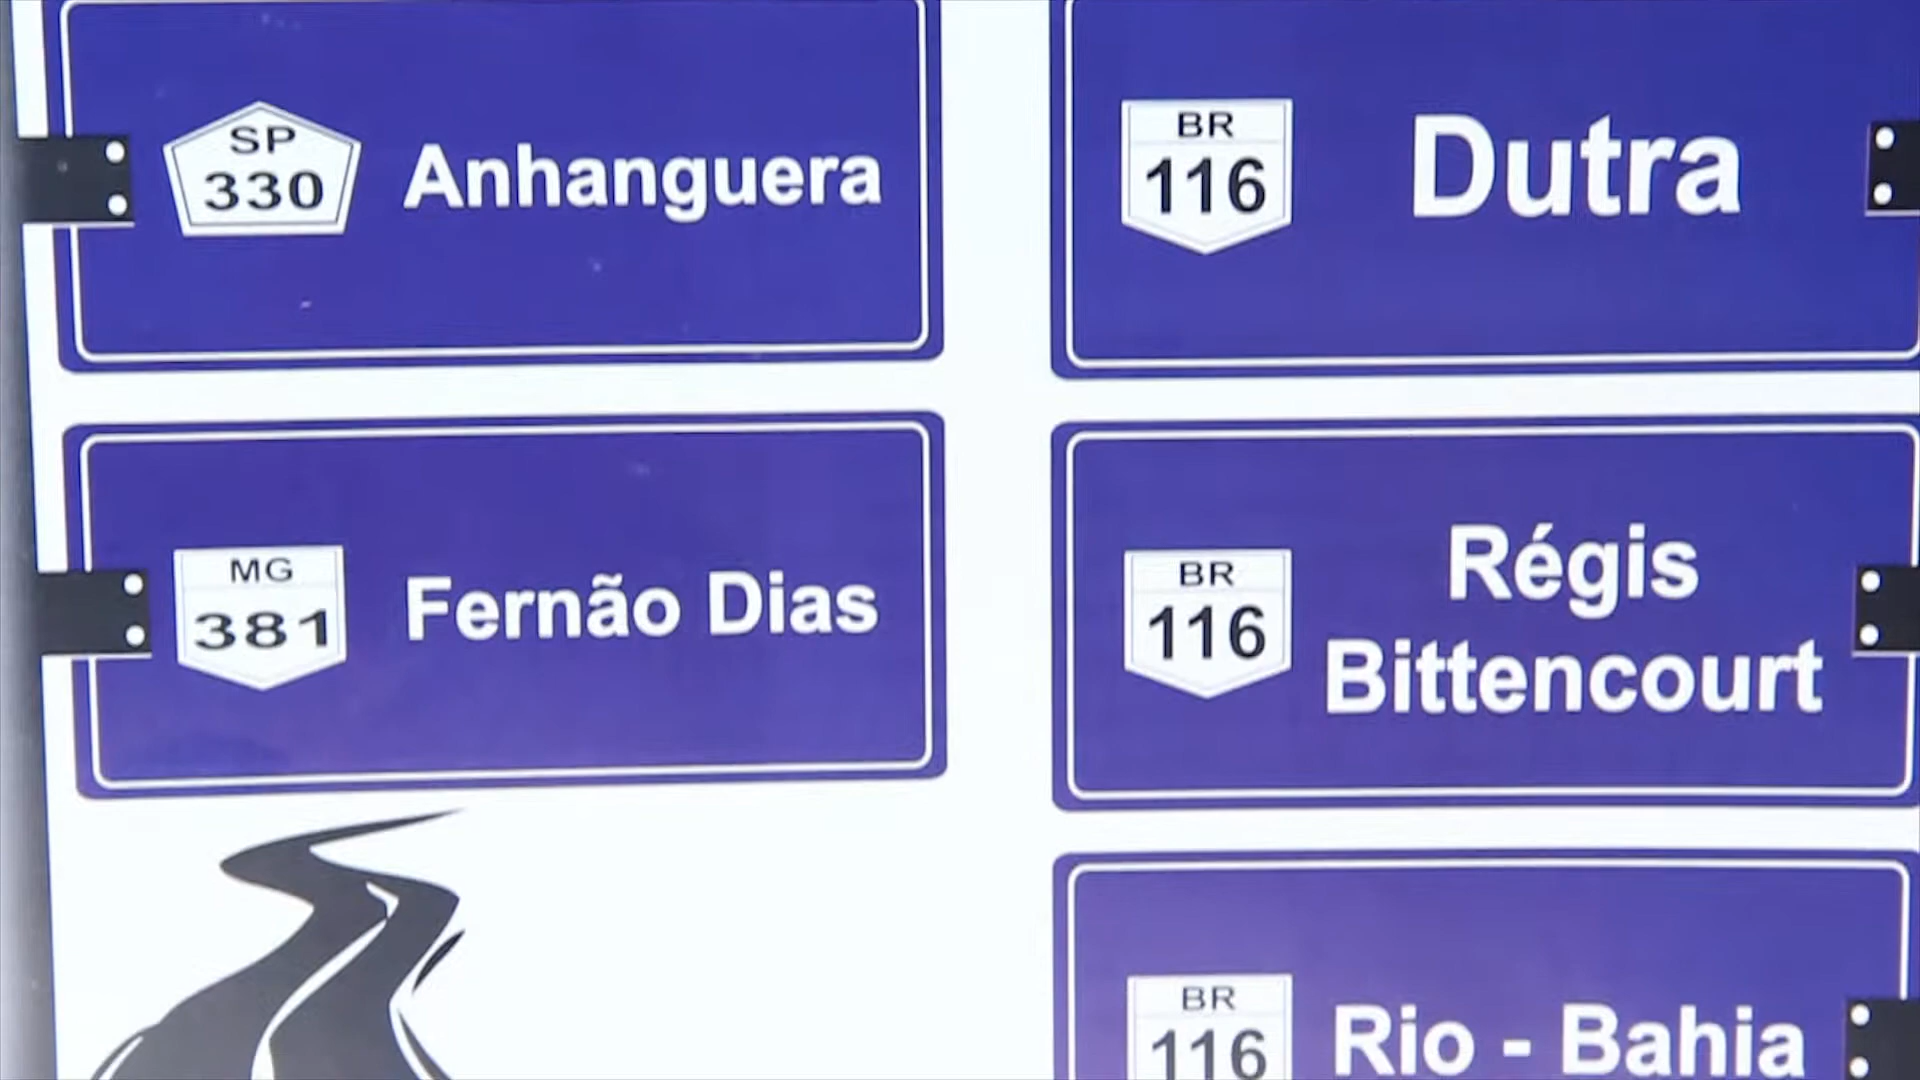 SP
330
Anhanguera
BR
116
Dutra
MG
381
Fernão Dias
BR
116
Régis
Bittencourt
BR
116
Rio - Bahia